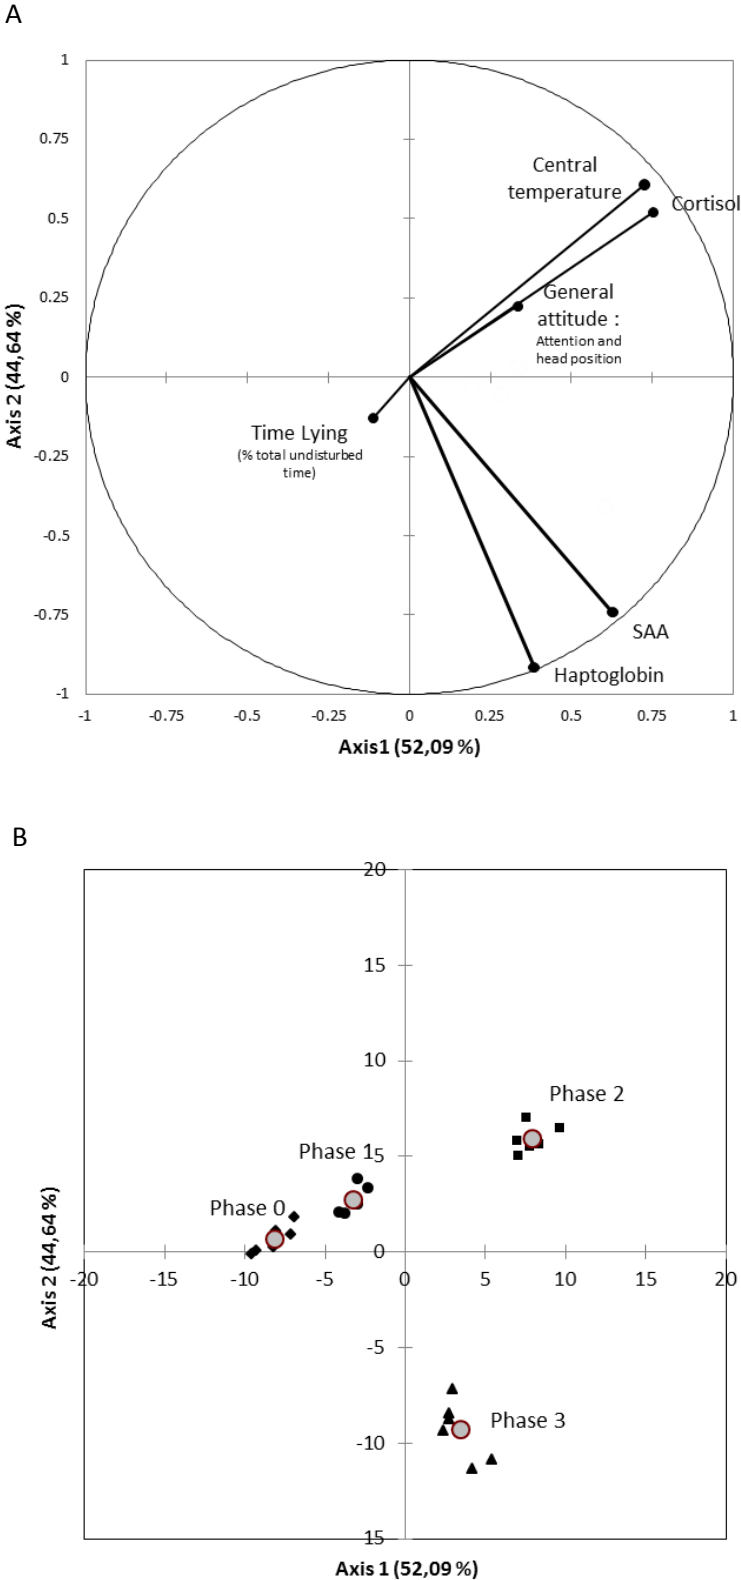 A
1
0.75
0.5
0.25
0
-0.25
-0.5
-0.75
-1
Axis 2 (44,64 %)
Central
temperature
Cortisol
General
attitude :
Attention and
head position
Time Lying
(% total undisturbed
time)
SAA
Haptoglobin
-1
-0.75
-0.5
-0.25
0
0.25
0.5
0.75
1
Axis1 (52,09 %)
B
20
15
10
Phase 2
Phase 1
5
Phase 0
0
Axis 2 (44,64 %)
-20
-15
-10
-5
0
5
10
15
20
-5
Phase 3
-10
15
Axis 1 (52,09 %)